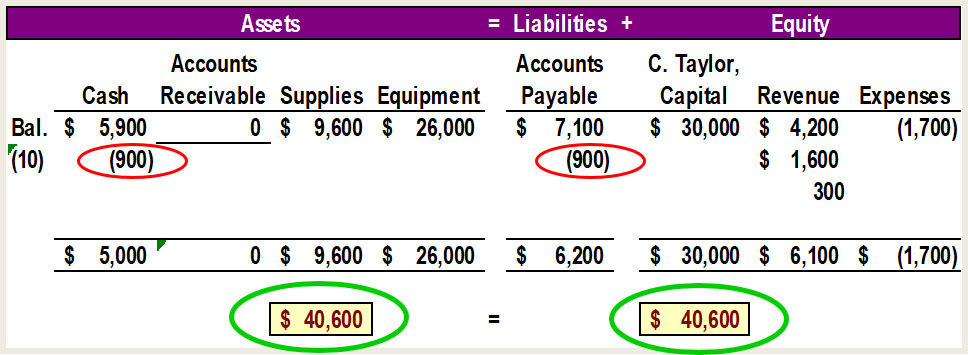 Assets = Liabilities + Equity
Accounts Accounts C. Taylor,
Cash Receivable Supplies Equipment Payable Capital Revenue Expenses
Bal. $ 5,900 0 $ 9,600 $ 26,000 $ 7,100 $ 30,000 $ 4,200 (1,700)
(10) (900) (900) $ 1,600
300
$ 5,000 0 $ 9,600 $ 26,000 $ 6,200 $ 30,000 $ 6,100 $ (1,700)
$ 40,600 = $ 40,600